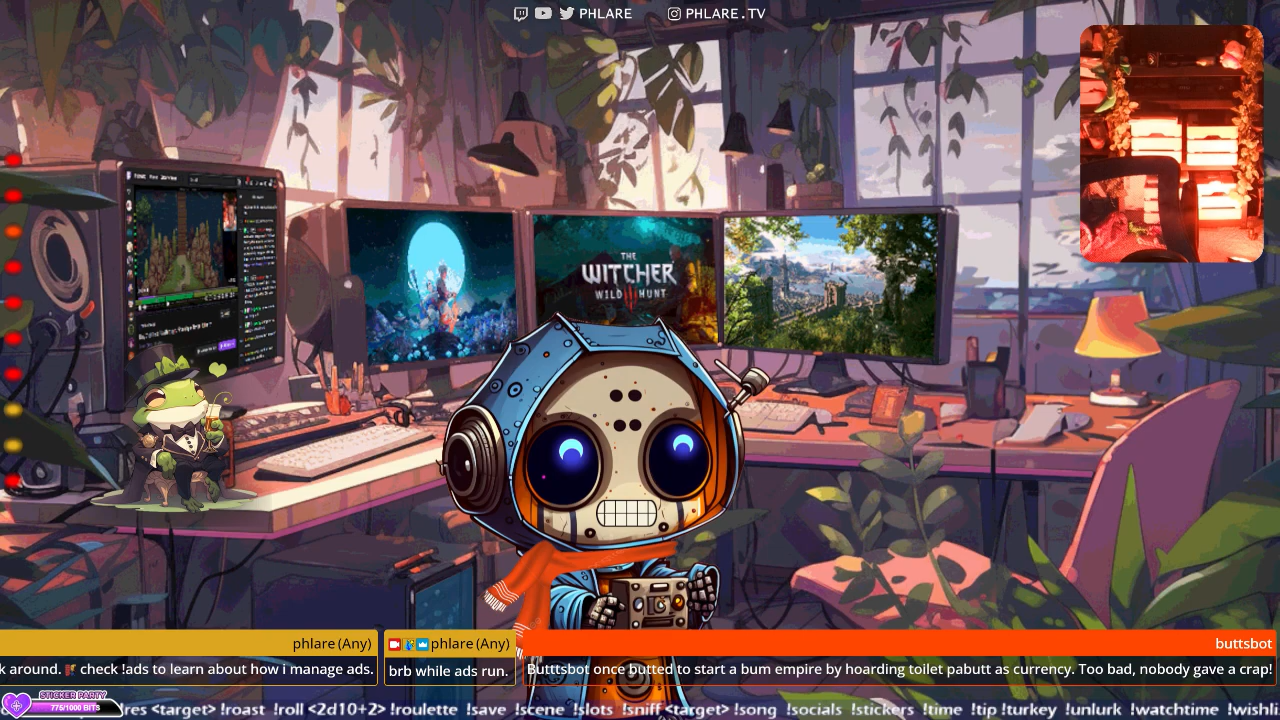 PHLARE PHLARE.TV
THE
WITCHER
WILD HUNT
phlare (Any)
phlare (Any)
buttsbot
k around. check !ads to learn about how i manage ads.
brb while ads run.
Butttsbot once butted to start a bum empire by hoarding toilet pabutt as currency. Too bad, nobody gave a crap!
STICKER PARTY
775/1000 BITS
res <target> !roast !roll <2d10+2> !roulette !save !scene !slots !sniff <target> !song !socials !stickers !time !tip !turkey !unlurk !watchtime !wishli